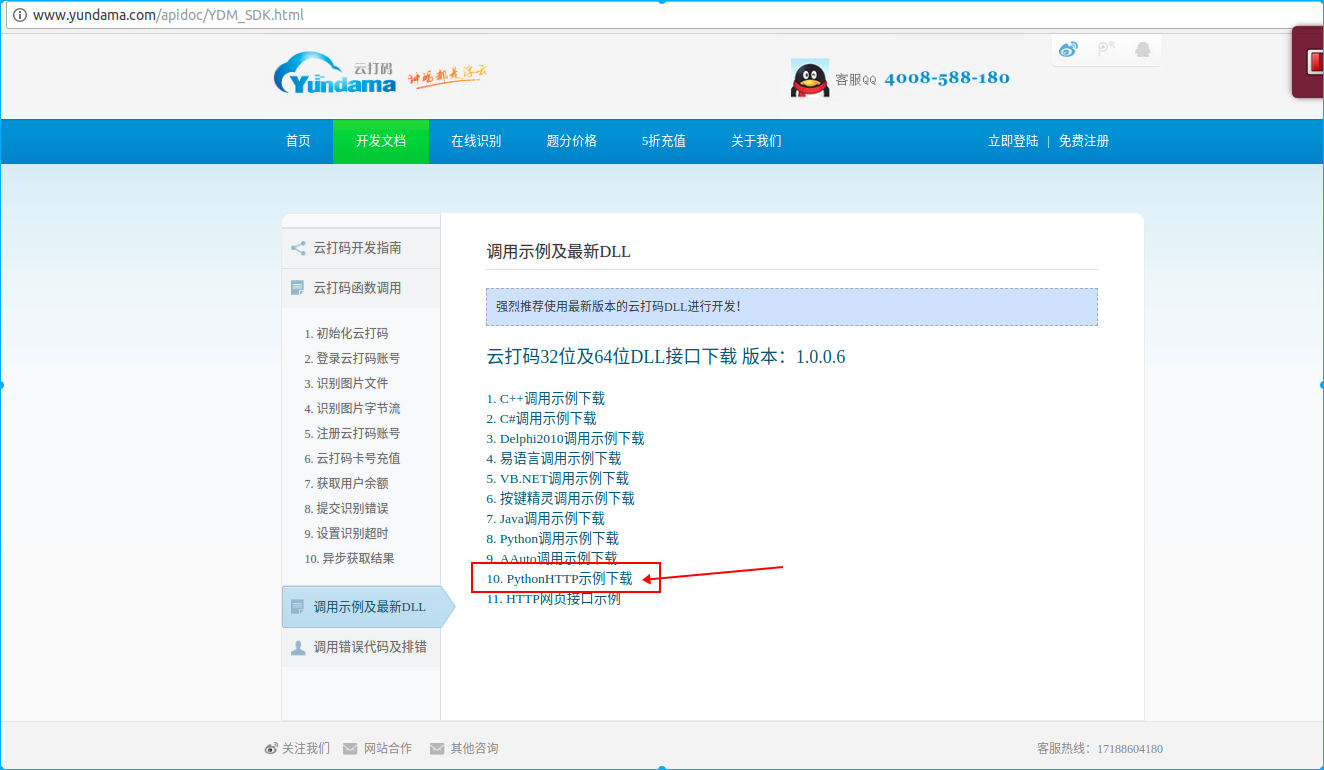 www.yundama.com/apidoc/YDM_SDK.html
云打码
Yundama
神马都是浮云
客服QQ 4008-588-180
首页 开发文档 在线识别 题分价格 5折充值 关于我们 立即登陆 | 免费注册
云打码开发指南
云打码函数调用
1. 初始化云打码
2. 登录云打码账号
3. 识别图片文件
4. 识别图片字节流
5. 注册云打码账号
6. 云打码卡号充值
7. 获取用户余额
8. 提交识别错误
9. 设置识别超时
10. 异步获取结果
调用示例及最新DLL
调用错误代码及排错
调用示例及最新DLL
强烈推荐使用最新版本的云打码DLL进行开发!
云打码32位及64位DLL接口下载 版本：1.0.0.6
1. C++调用示例下载
2. C#调用示例下载
3. Delphi2010调用示例下载
4. 易语言调用示例下载
5. VB.NET调用示例下载
6. 按键精灵调用示例下载
7. Java调用示例下载
8. Python调用示例下载
9. AAuto调用示例下载
10. PythonHTTP示例下载
11. HTTP网页接口示例
关注我们 网站合作 其他咨询 客服热线：17188604180